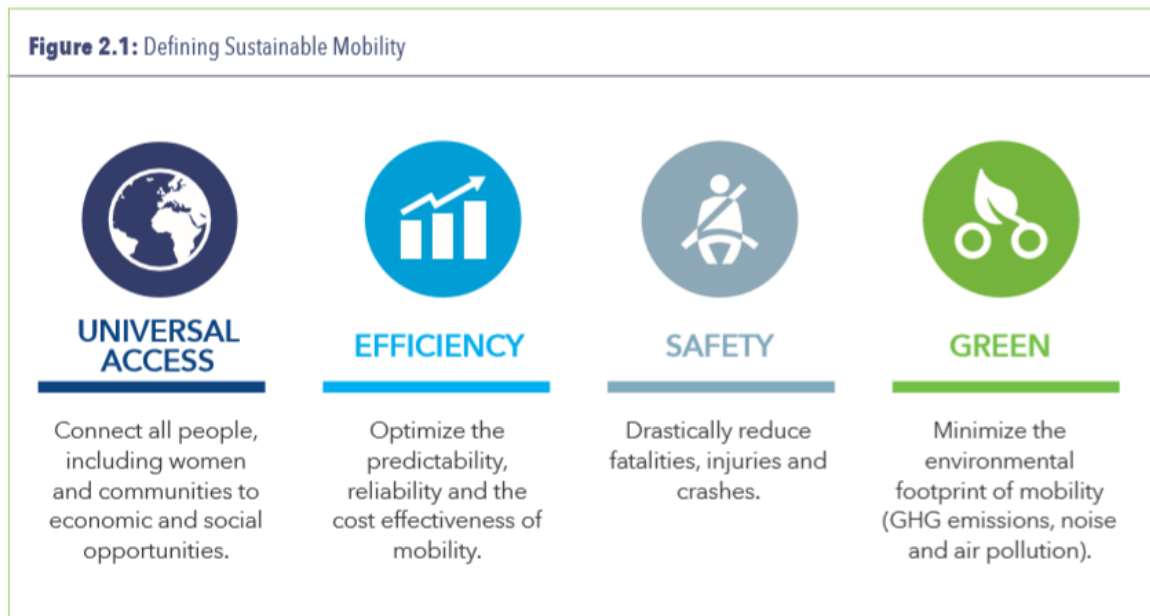 Figure 2.1: Defining Sustainable Mobility
UNIVERSAL
ACCESS
Connect all people,
including women
and communities to
economic and social
opportunities.
EFFICIENCY
Optimize the
predictability,
reliability and the
cost effectiveness of
mobility.
SAFETY
Drastically reduce
fatalities, injuries and
crashes.
GREEN
Minimize the
environmental
footprint of mobility
(GHG emissions, noise
and air pollution).